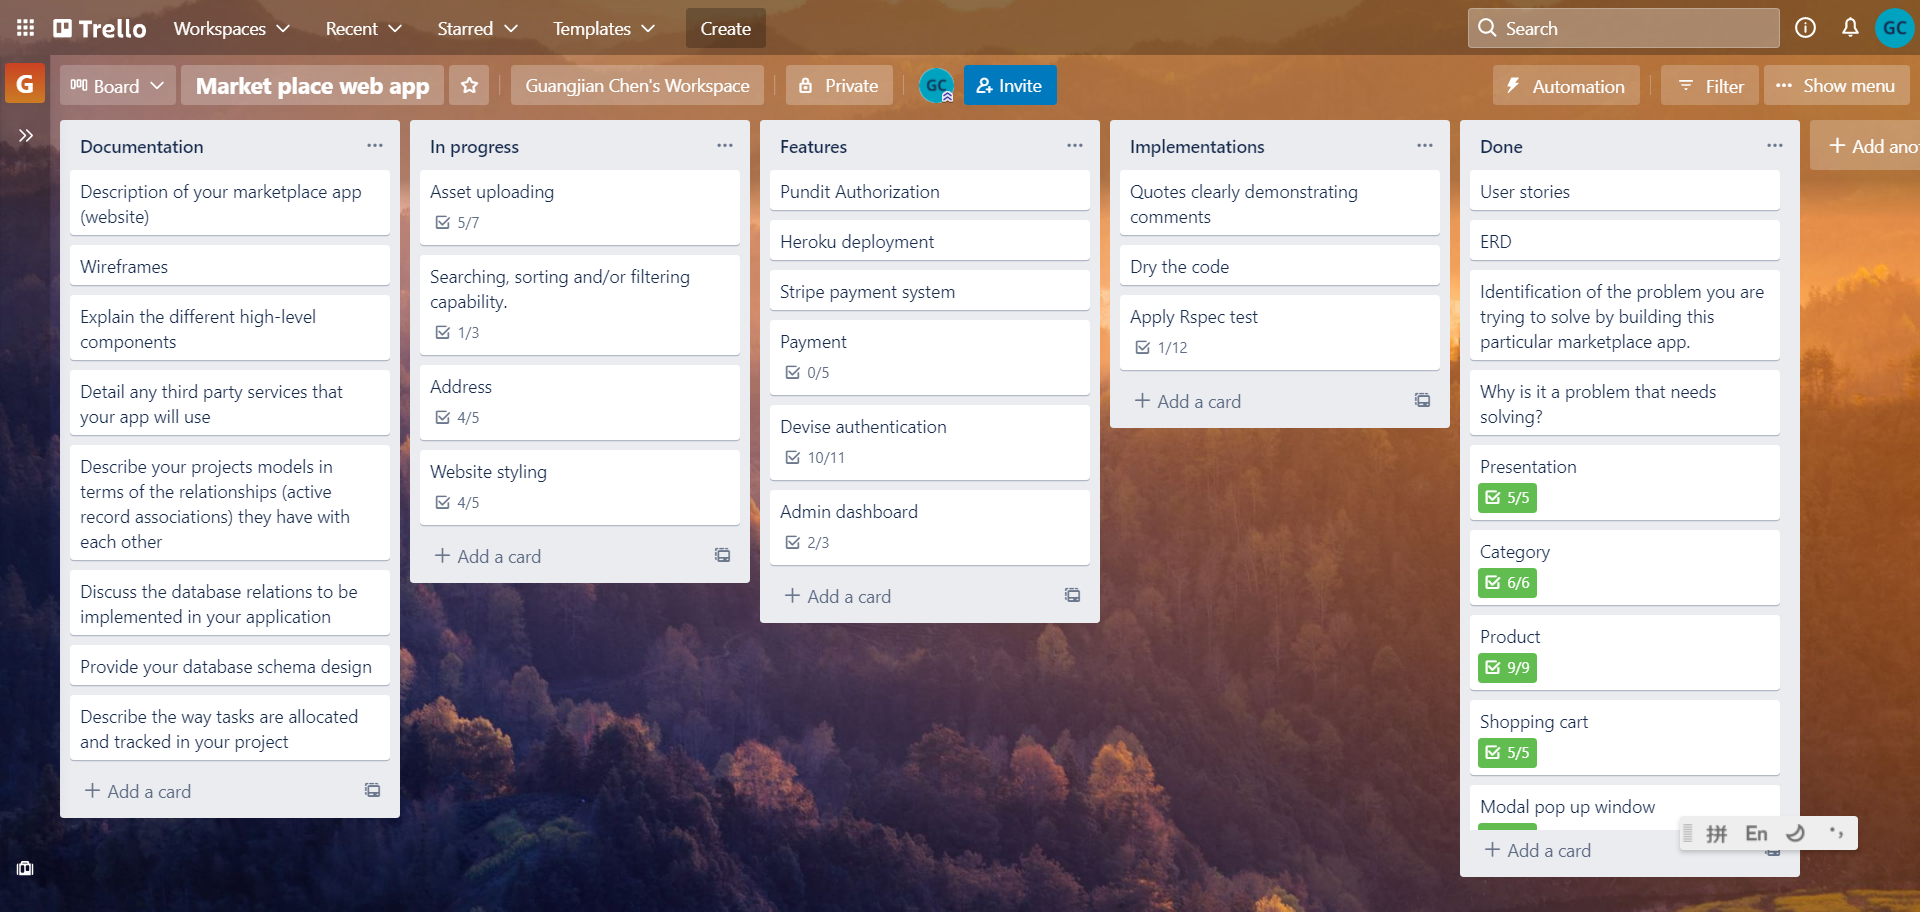 Trello
Workspaces
Recent
Starred
Templates
Create
Search
GC
G
Board
Market place web app
Guangjian Chen's Workspace
Private
GC
Invite
Automation
Filter
Show menu
Documentation
Description of your marketplace app
(website)
Wireframes
Explain the different high-level
components
Detail any third party services that
your app will use
Describe your projects models in
terms of the relationships (active
record associations) they have with
each other
Discuss the database relations to be
implemented in your application
Provide your database schema design
Describe the way tasks are allocated
and tracked in your project
+ Add a card
In progress
Asset uploading
5/7
Searching, sorting and/or filtering
capability.
1/3
Address
4/5
Website styling
4/5
+ Add a card
Features
Pundit Authorization
Heroku deployment
Stripe payment system
Payment
0/5
Devise authentication
10/11
Admin dashboard
2/3
+ Add a card
Implementations
Quotes clearly demonstrating
comments
Dry the code
Apply Rspec test
1/12
+ Add a card
Done
User stories
ERD
Identification of the problem you are
trying to solve by building this
particular marketplace app.
Why is it a problem that needs
solving?
Presentation
5/5
Category
6/6
Product
9/9
Shopping cart
5/5
Modal pop up window
+ Add a card
+ Add ano
拼 En